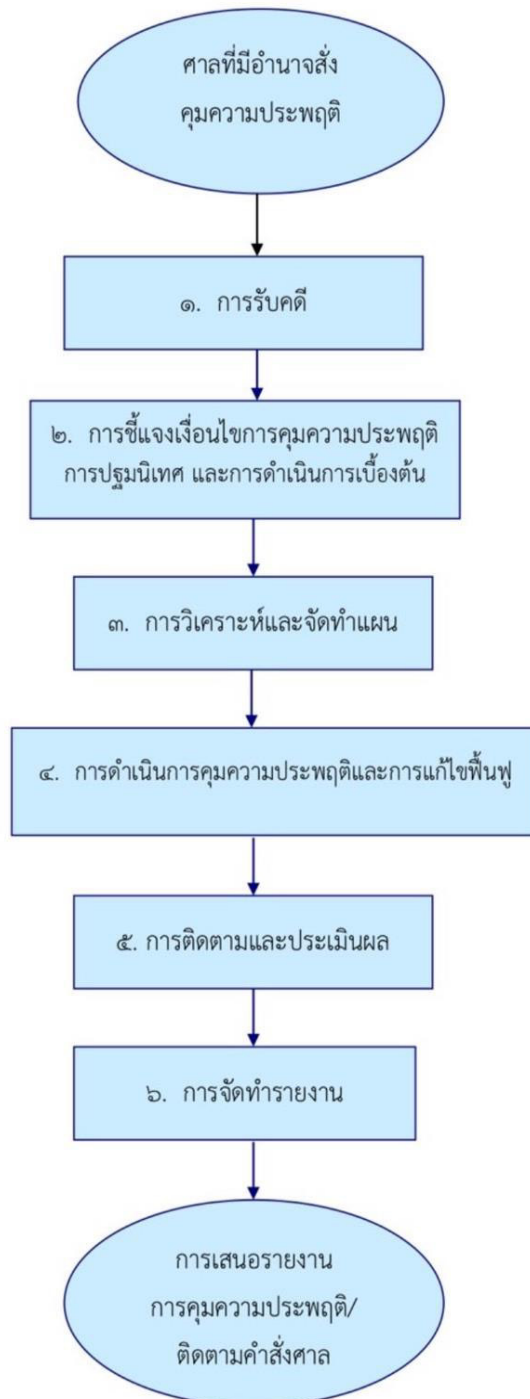 ศาลที่มีอำนาจสั่ง
คุมความประพฤติ
๑. การรับคดี
๒. การชี้แจงเงื่อนไขการคุมความประพฤติ
การปฐมนิเทศ และการดำเนินการเบื้องต้น
๓. การวิเคราะห์และจัดทำแผน
๔. การดำเนินการคุมความประพฤติและการแก้ไขฟื้นฟู
๕. การติดตามและประเมินผล
๖. การจัดทำรายงาน
การเสนอรายงาน
การคุมความประพฤติ/
ติดตามคำสั่งศาล